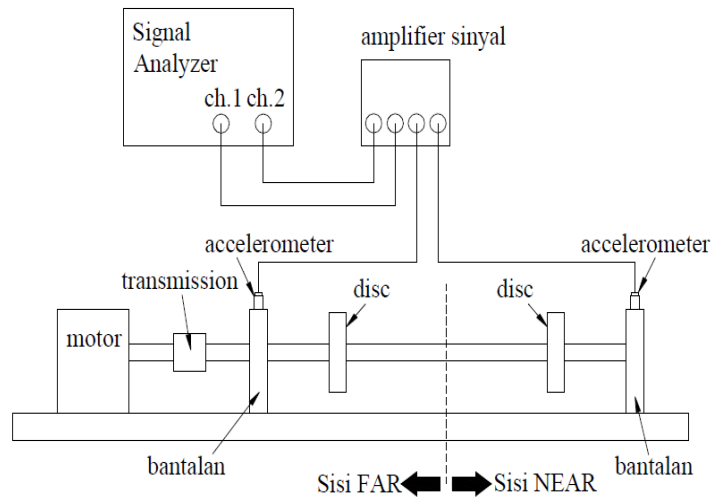 Signal
Analyzer
ch.1 ch.2
amplifier sinyal
accelerometer
accelerometer
transmission
disc
disc
motor
bantalan
bantalan
Sisi FAR
Sisi NEAR